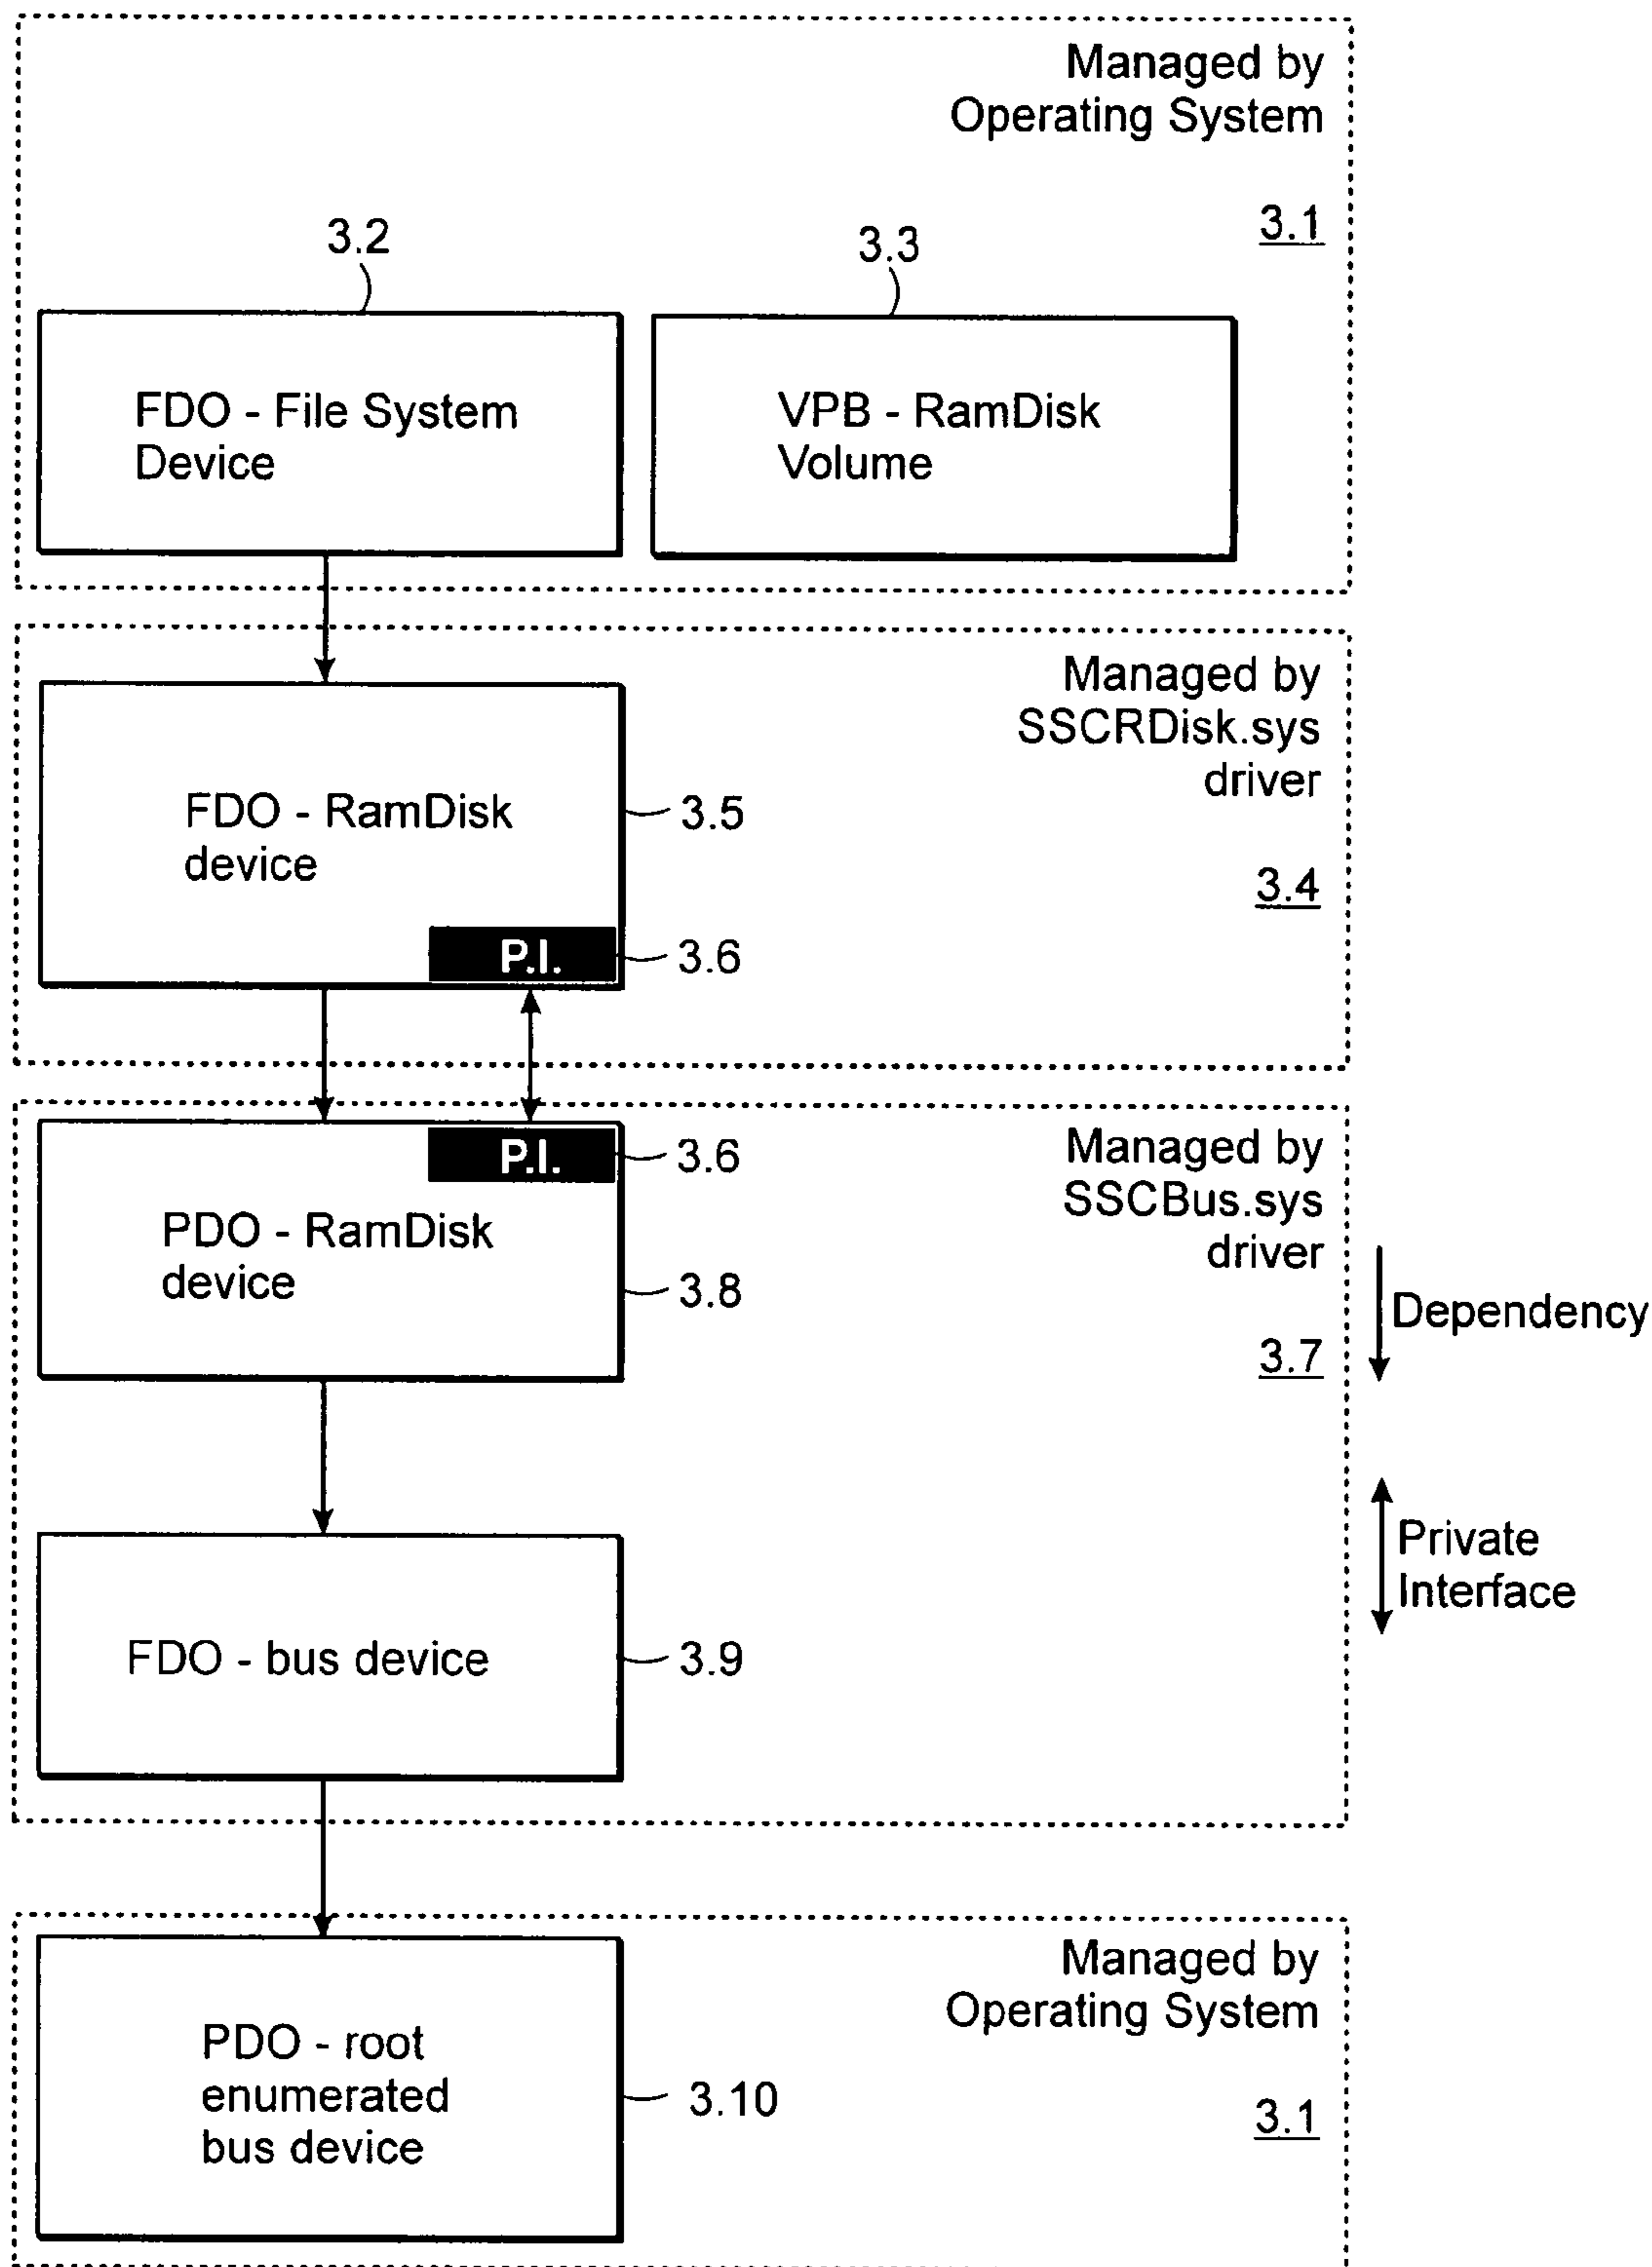 Managed by
Operating System
3.1
3.2
3.3
FDO - File System
Device
VPB - RamDisk
Volume
Managed by
SSCRDisk.sys
driver
3.4
FDO - RamDisk
device
3.5
P.I.
3.6
P.I.
3.6
Managed by
SSCBus.sys
driver
3.7
PDO - RamDisk
device
3.8
Dependency
Private
Interface
FDO - bus device
3.9
Managed by
Operating System
3.1
PDO - root
enumerated
bus device
3.10